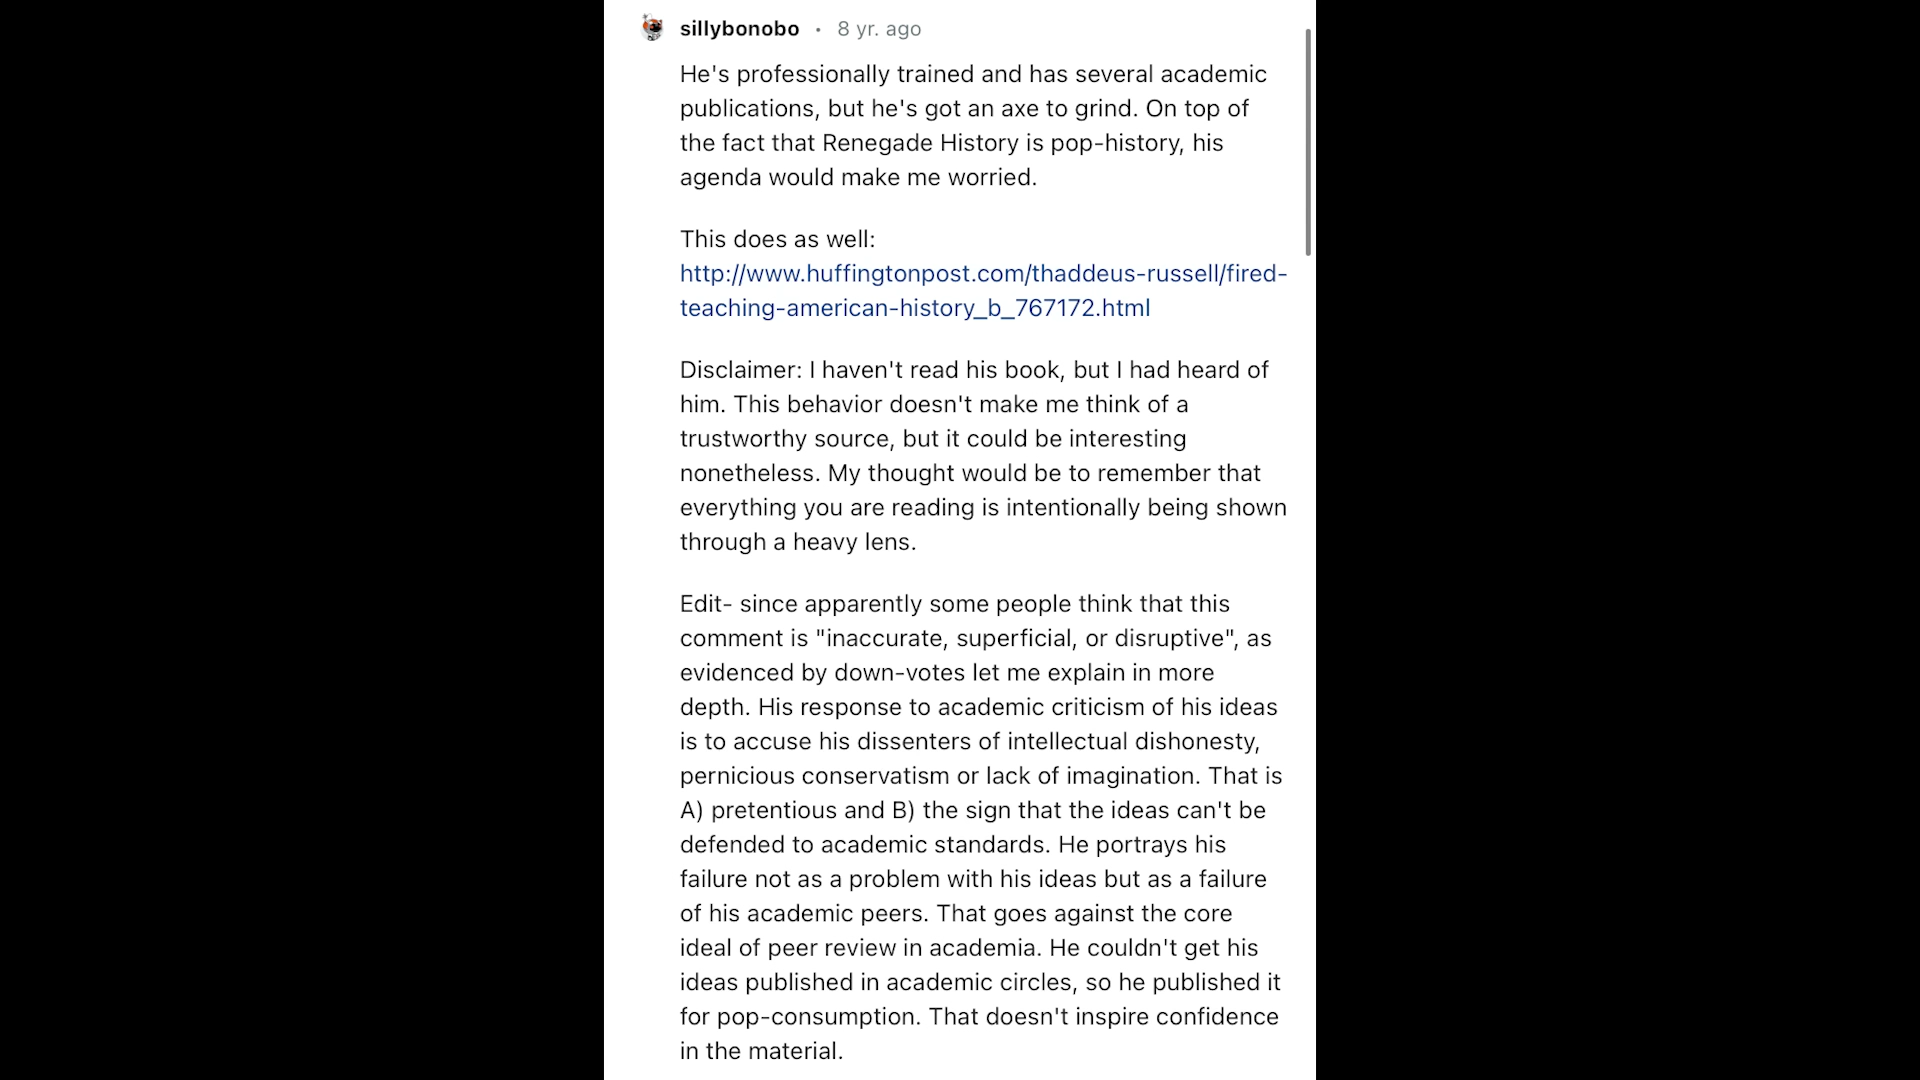 sillybonobo • 8 yr. ago
He's professionally trained and has several academic
publications, but he's got an axe to grind. On top of
the fact that Renegade History is pop-history, his
agenda would make me worried.
This does as well:
http://www.huffingtonpost.com/thaddeus-russell/fired-
teaching-american-history_b_767172.html
Disclaimer: I haven't read his book, but I had heard of
him. This behavior doesn't make me think of a
trustworthy source, but it could be interesting
nonetheless. My thought would be to remember that
everything you are reading is intentionally being shown
through a heavy lens.
Edit- since apparently some people think that this
comment is "inaccurate, superficial, or disruptive", as
evidenced by down-votes let me explain in more
depth. His response to academic criticism of his ideas
is to accuse his dissenters of intellectual dishonesty,
pernicious conservatism or lack of imagination. That is
A) pretentious and B) the sign that the ideas can't be
defended to academic standards. He portrays his
failure not as a problem with his ideas but as a failure
of his academic peers. That goes against the core
ideal of peer review in academia. He couldn't get his
ideas published in academic circles, so he published it
for pop-consumption. That doesn't inspire confidence
in the material.